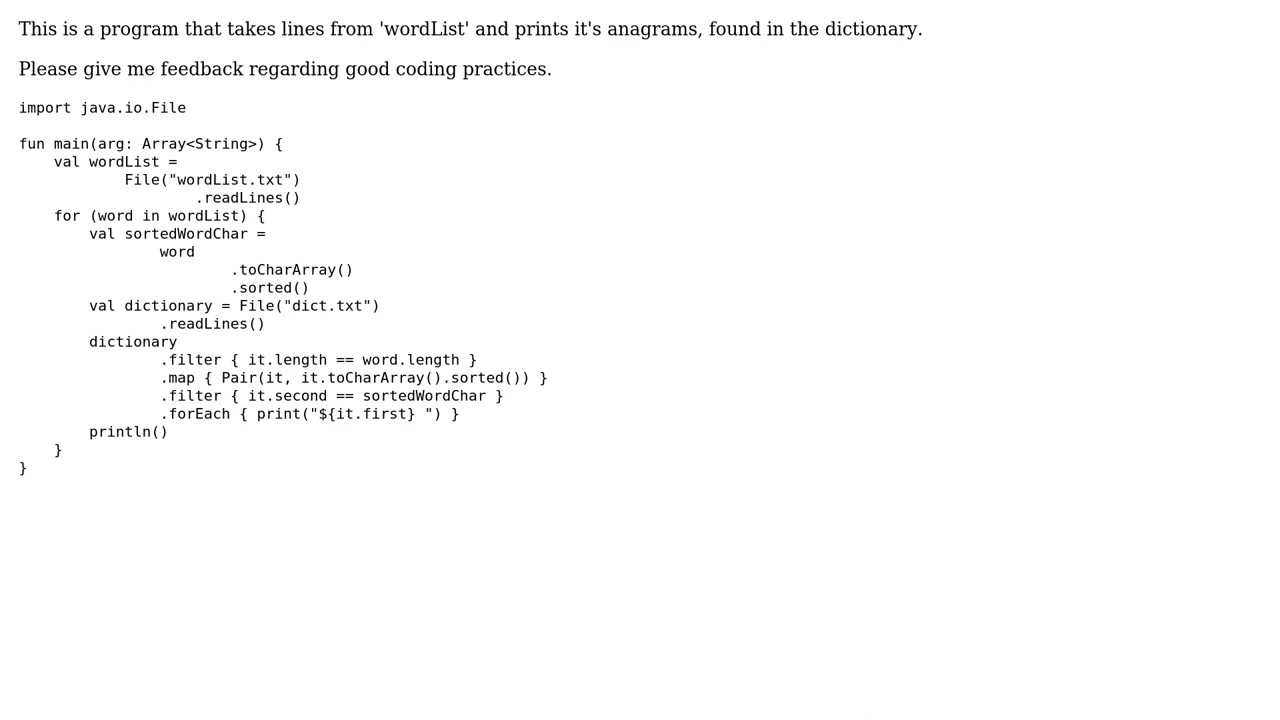 This is a program that takes lines from 'wordList' and prints it's anagrams, found in the dictionary.
Please give me feedback regarding good coding practices.
import java.io.File
fun main(arg: Array<String>) {
    val wordList =
            File("wordList.txt")
                    .readLines()
    for (word in wordList) {
        val sortedWordChar =
                word
                        .toCharArray()
                        .sorted()
        val dictionary = File("dict.txt")
                .readLines()
        dictionary
                .filter { it.length == word.length }
                .map { Pair(it, it.toCharArray().sorted()) }
                .filter { it.second == sortedWordChar }
                .forEach { print("${it.first} ") }
        println()
    }
}